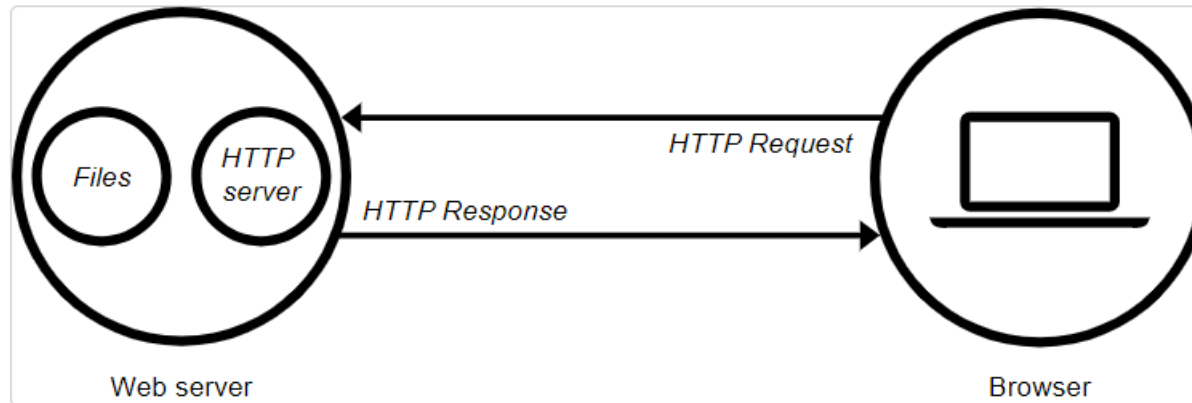 Files
HTTP
server
HTTP Request
HTTP Response
Web server
Browser